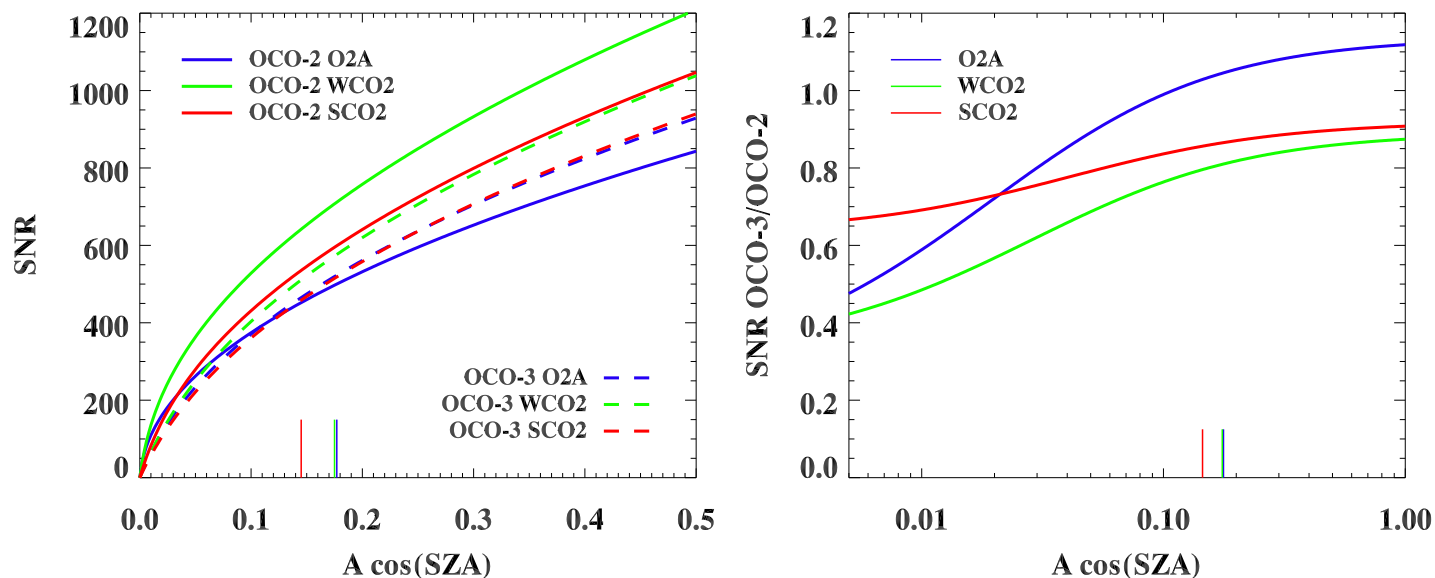 1200
1000
800
600
400
200
0
SNR
OCO-2 O2A
OCO-2 WCO2
OCO-2 SCO2
OCO-3 O2A
OCO-3 WCO2
OCO-3 SCO2
0.0 0.1 0.2 0.3 0.4 0.5
A cos(SZA)
1.2
1.0
0.8
0.6
0.4
0.2
0.0
SNR OCO-3/OCO-2
O2A
WCO2
SCO2
0.01 0.10 1.00
A cos(SZA)